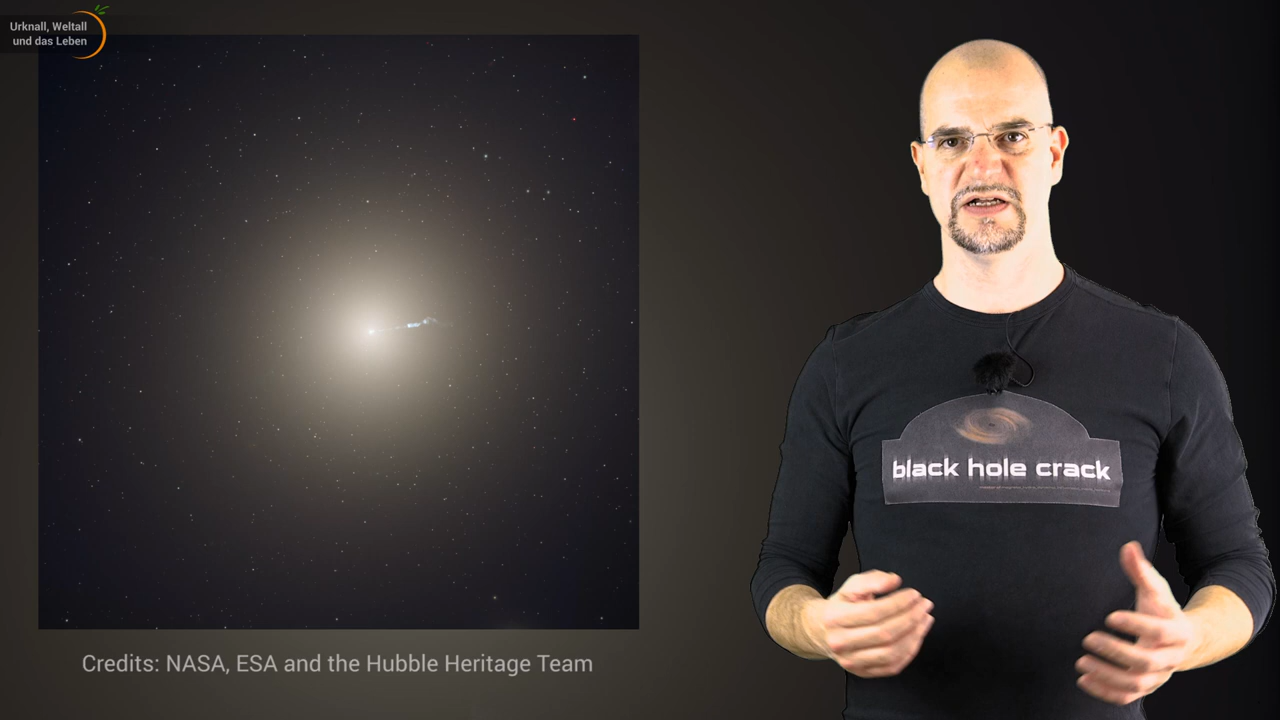 Urknall, Weltall
und das Leben
black hole crack
Credits: NASA, ESA and the Hubble Heritage Team